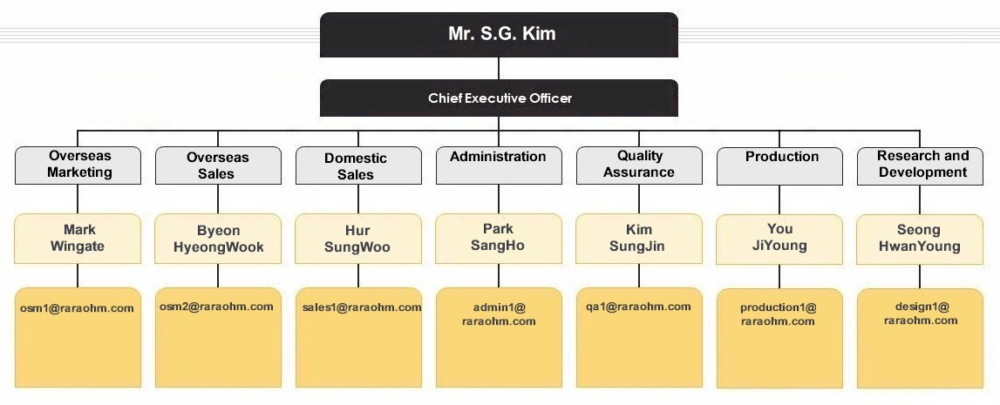 Mr. S.G. Kim
Chief Executive Officer
Overseas
Marketing
Overseas
Sales
Domestic
Sales
Administration
Quality
Assurance
Production
Research and
Development
Mark
Wingate
Byeon
HyeongWook
Hur
SungWoo
Park
SangHo
Kim
SungJin
You
JiYoung
Seong
HwanYoung
osm1@raraohm.com
osm2@raraohm.com
sales1@raraohm.com
admin1@
raraohm.com
qa1@raraohm.com
production1@
raraohm.com
design1@
raraohm.com